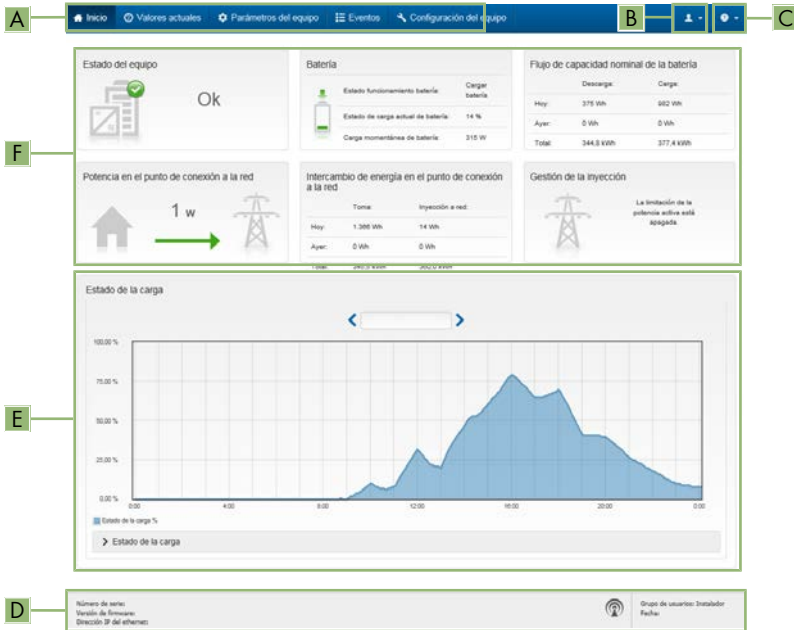 A
Inicio Valores actuales Parámetros del equipo Eventos Configuración del equipo
B
C
F
Estado del equipo
Ok
Batería
Estado funcionamiento batería: Cargar batería
Estado de carga actual de batería: 14 %
Carga momentánea de batería: 315 W
Flujo de capacidad nominal de la batería
Descarga: Carga:
Hoy: 375 Wh 982 Wh
Ayer: 0 Wh 0 Wh
Total: 344,8 kWh 377,4 kWh
Potencia en el punto de conexión a la red
1 w
Intercambio de energía en el punto de conexión
a la red
Toma: Inyección a red:
Hoy: 1.386 Wh 14 Wh
Ayer: 0 Wh 0 Wh
Total:
Gestión de la inyección
La limitación de la
potencia activa está
apagada.
E
Estado de la carga
100,00 %
75,00 %
50,00 %
25,00 %
0,00 %
0:00 4:00 8:00 12:00 16:00 20:00 0:00
Estado de la carga %
Estado de la carga
D
Número de serie:
Versión de firmware:
Dirección IP del ethernet:
Grupo de usuarios: Instalador
Fecha: